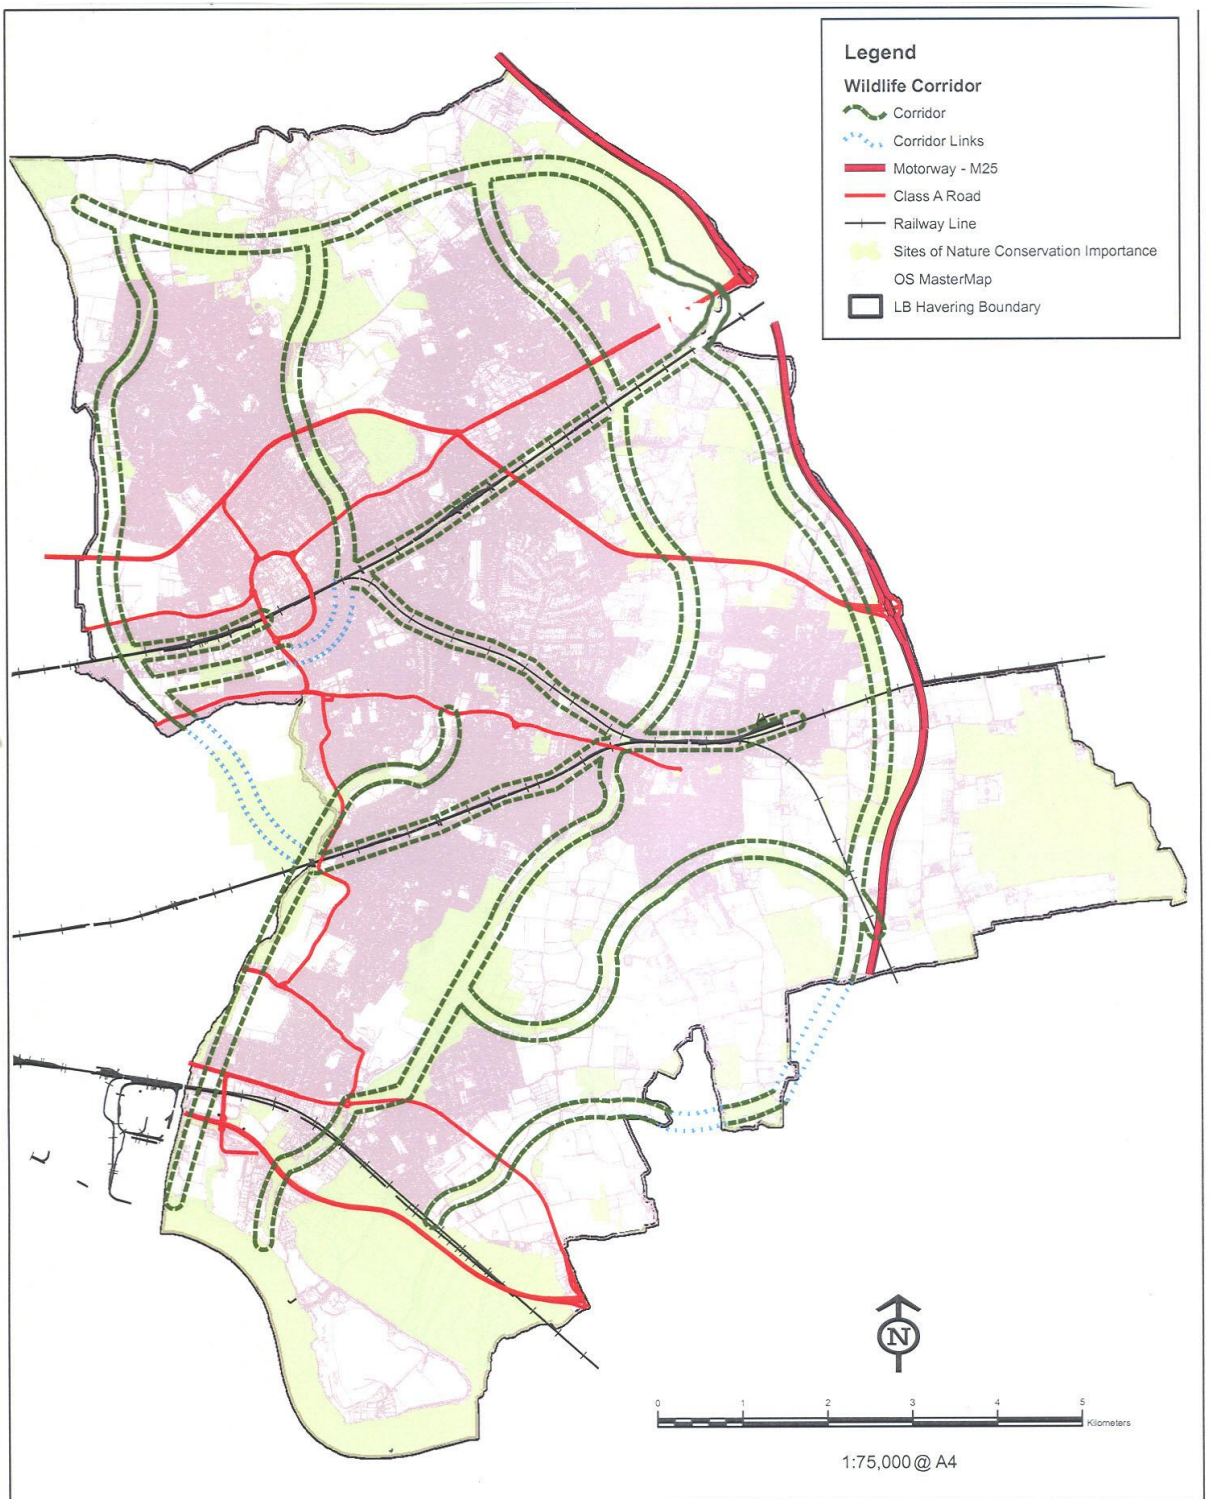 Legend
Wildlife Corridor
Corridor
Corridor Links
Motorway - M25
Class A Road
Railway Line
Sites of Nature Conservation Importance
OS MasterMap
LB Havering Boundary
N
0 1 2 3 4 5
Kilometers
1:75,000 @ A4